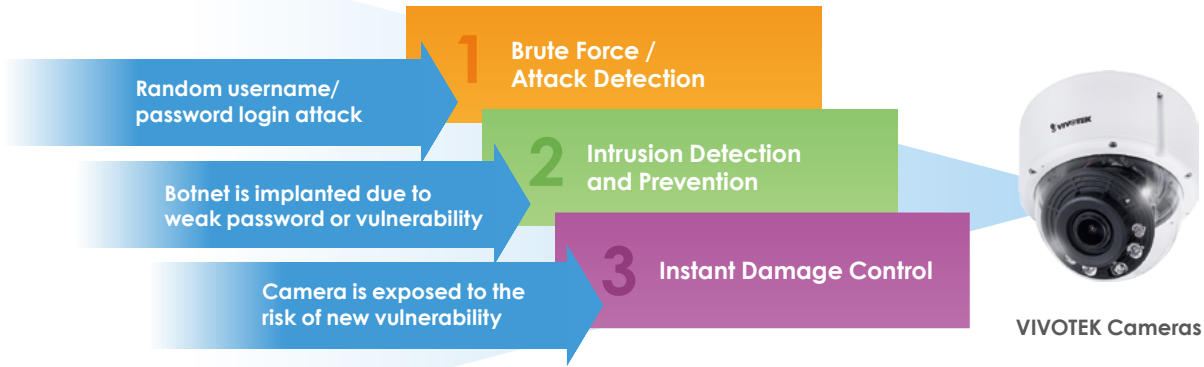 1
Brute Force /
Attack Detection
Random username/
password login attack
2
Intrusion Detection
and Prevention
Botnet is implanted due to
weak password or vulnerability
3
Instant Damage Control
Camera is exposed to the
risk of new vulnerability
VIVOTEK
VIVOTEK Cameras